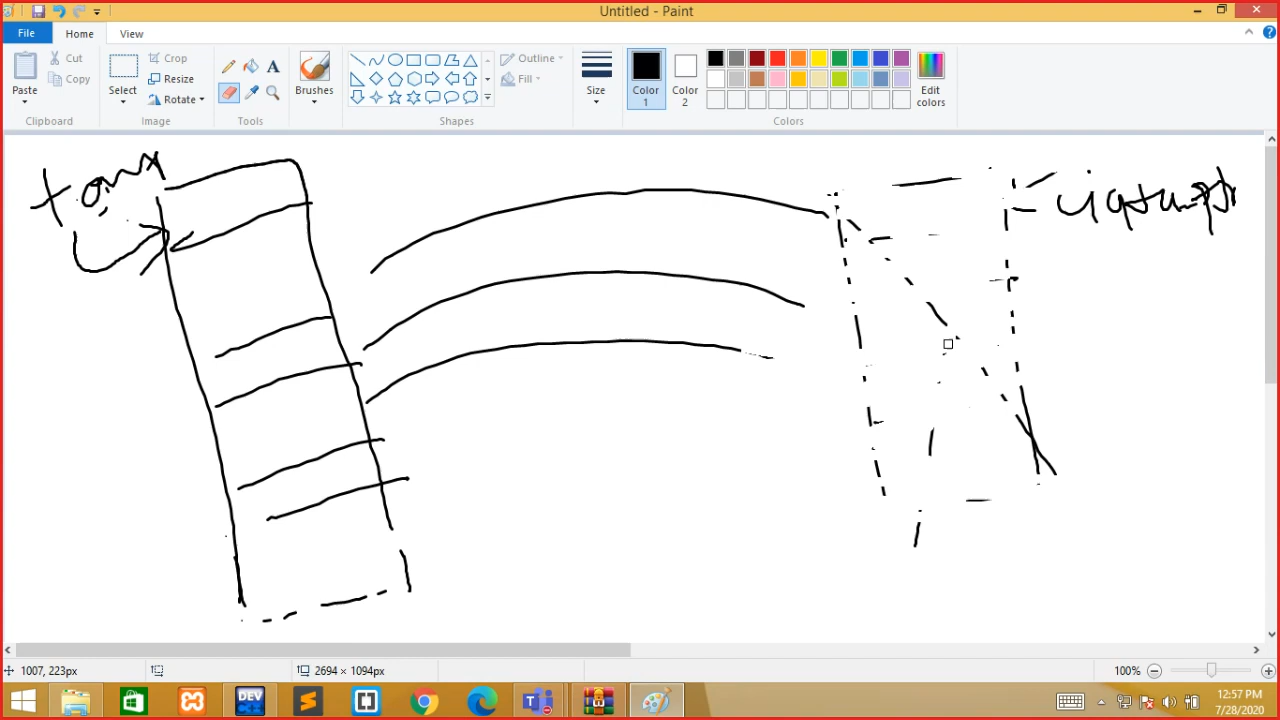 Untitled - Paint
File
Home
View
Paste
Cut
Copy
Clipboard
Select
Resize
Rotate
Image
A
Tools
Brushes
Outline
Fill
Shapes
Size
Color
1
Color
2
Edit
colors
Colors
1007, 223px
2694 × 1094px
100%
DEV
12:57 PM
7/28/2020